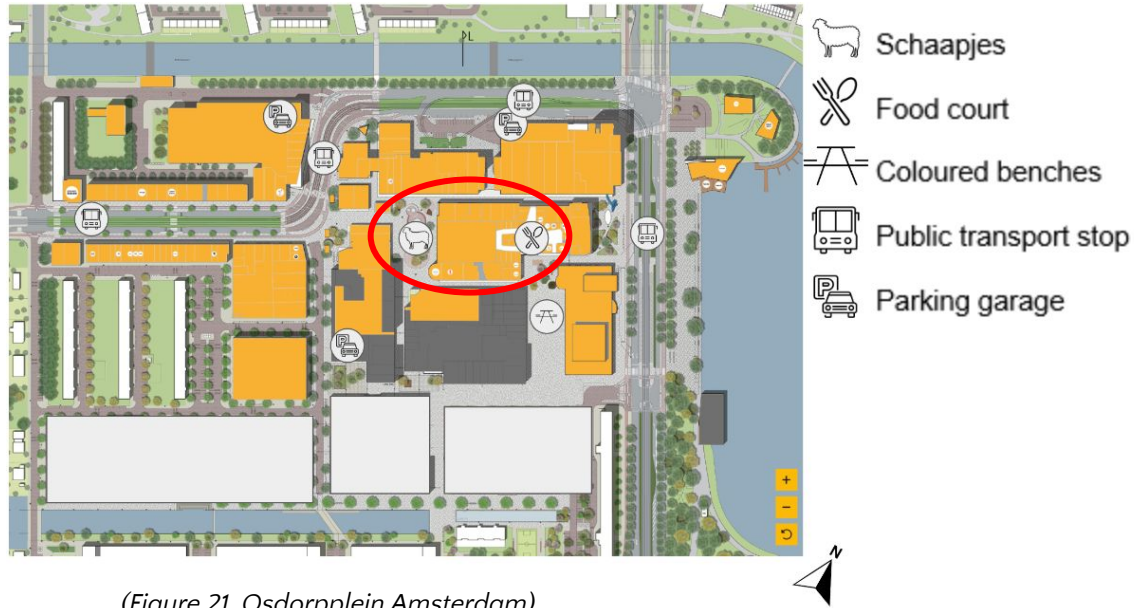 Schaapjes
Food court
Coloured benches
Public transport stop
Parking garage
N
(Figure 21. Osdorpplein Amsterdam)